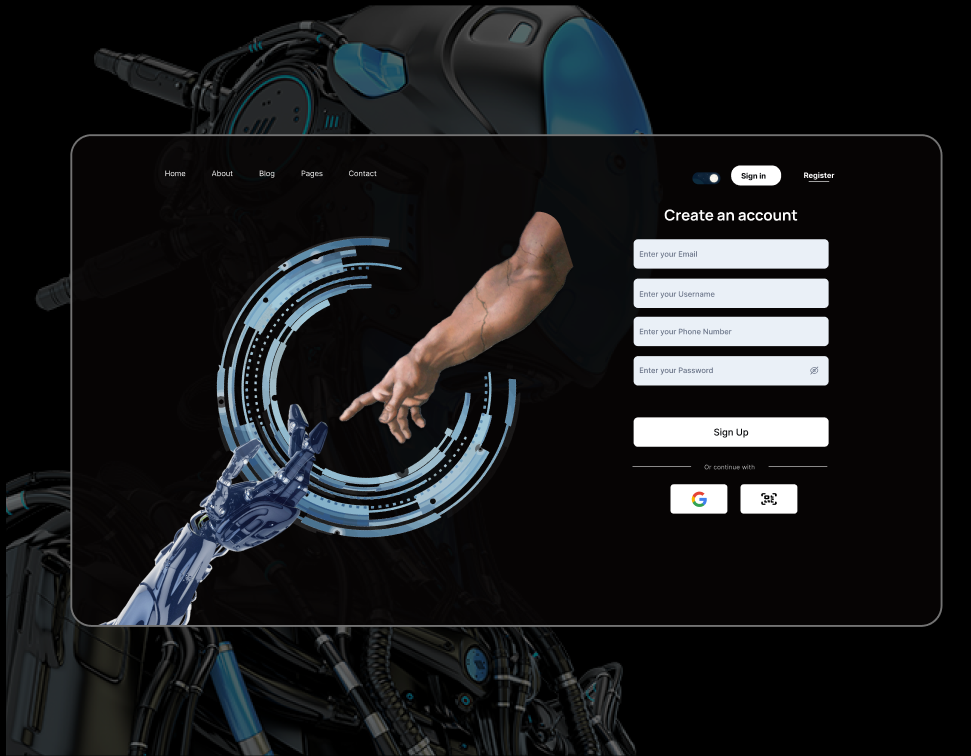 Home About Blog Pages Contact
Sign in Register
Create an account
Enter your Email
Enter your Username
Enter your Phone Number
Enter your Password
Sign Up
Or continue with